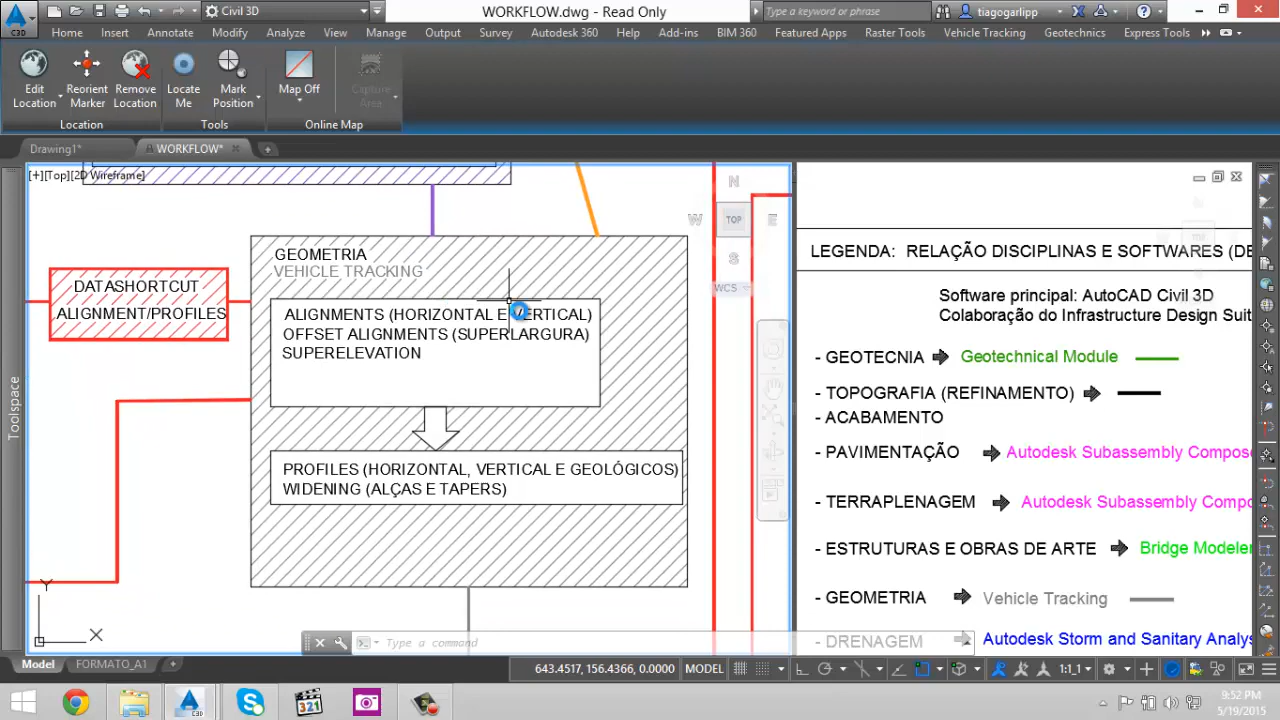 Civil 3D
WORKFLOW.dwg - Read Only
Type a keyword or phrase
tiagogarlipp
C3D
Home Insert Annotate Modify Analyze View Manage Output Survey Autodesk 360 Help Add-ins BIM 360 Featured Apps Raster Tools Vehicle Tracking Geotechnics Express Tools
Edit Location
Reorient Marker
Remove Location
Locate Me
Mark Position
Map Off
Capture Area
Location
Tools
Online Map
Drawing1*
WORKFLOW*
[+][Top][2D Wireframe]
N
W TOP E
S
WCS
GEOMETRIA
VEHICLE TRACKING
DATASHORTCUT
ALIGNMENT/PROFILES
ALIGNMENTS (HORIZONTAL E VERTICAL)
OFFSET ALIGNMENTS (SUPERLARGURA)
SUPERELEVATION
PROFILES (HORIZONTAL, VERTICAL E GEOLÓGICOS)
WIDENING (ALÇAS E TAPERS)
Toolspace
Y
X
LEGENDA: RELAÇÃO DISCIPLINAS E SOFTWARES (DE
Software principal: AutoCAD Civil 3D
Colaboração do Infrastructure Design Suit
- GEOTECNIA Geotechnical Module
- TOPOGRAFIA (REFINAMENTO)
- ACABAMENTO
- PAVIMENTAÇÃO Autodesk Subassembly Compose
- TERRAPLENAGEM Autodesk Subassembly Compo
- ESTRUTURAS E OBRAS DE ARTE Bridge Modeler
- GEOMETRIA Vehicle Tracking
- DRENAGEM Autodesk Storm and Sanitary Analys
Type a command
Model FORMATO_A1
643.4517, 156.4366, 0.0000 MODEL 1:1_1
321
9:52 PM
5/19/2015